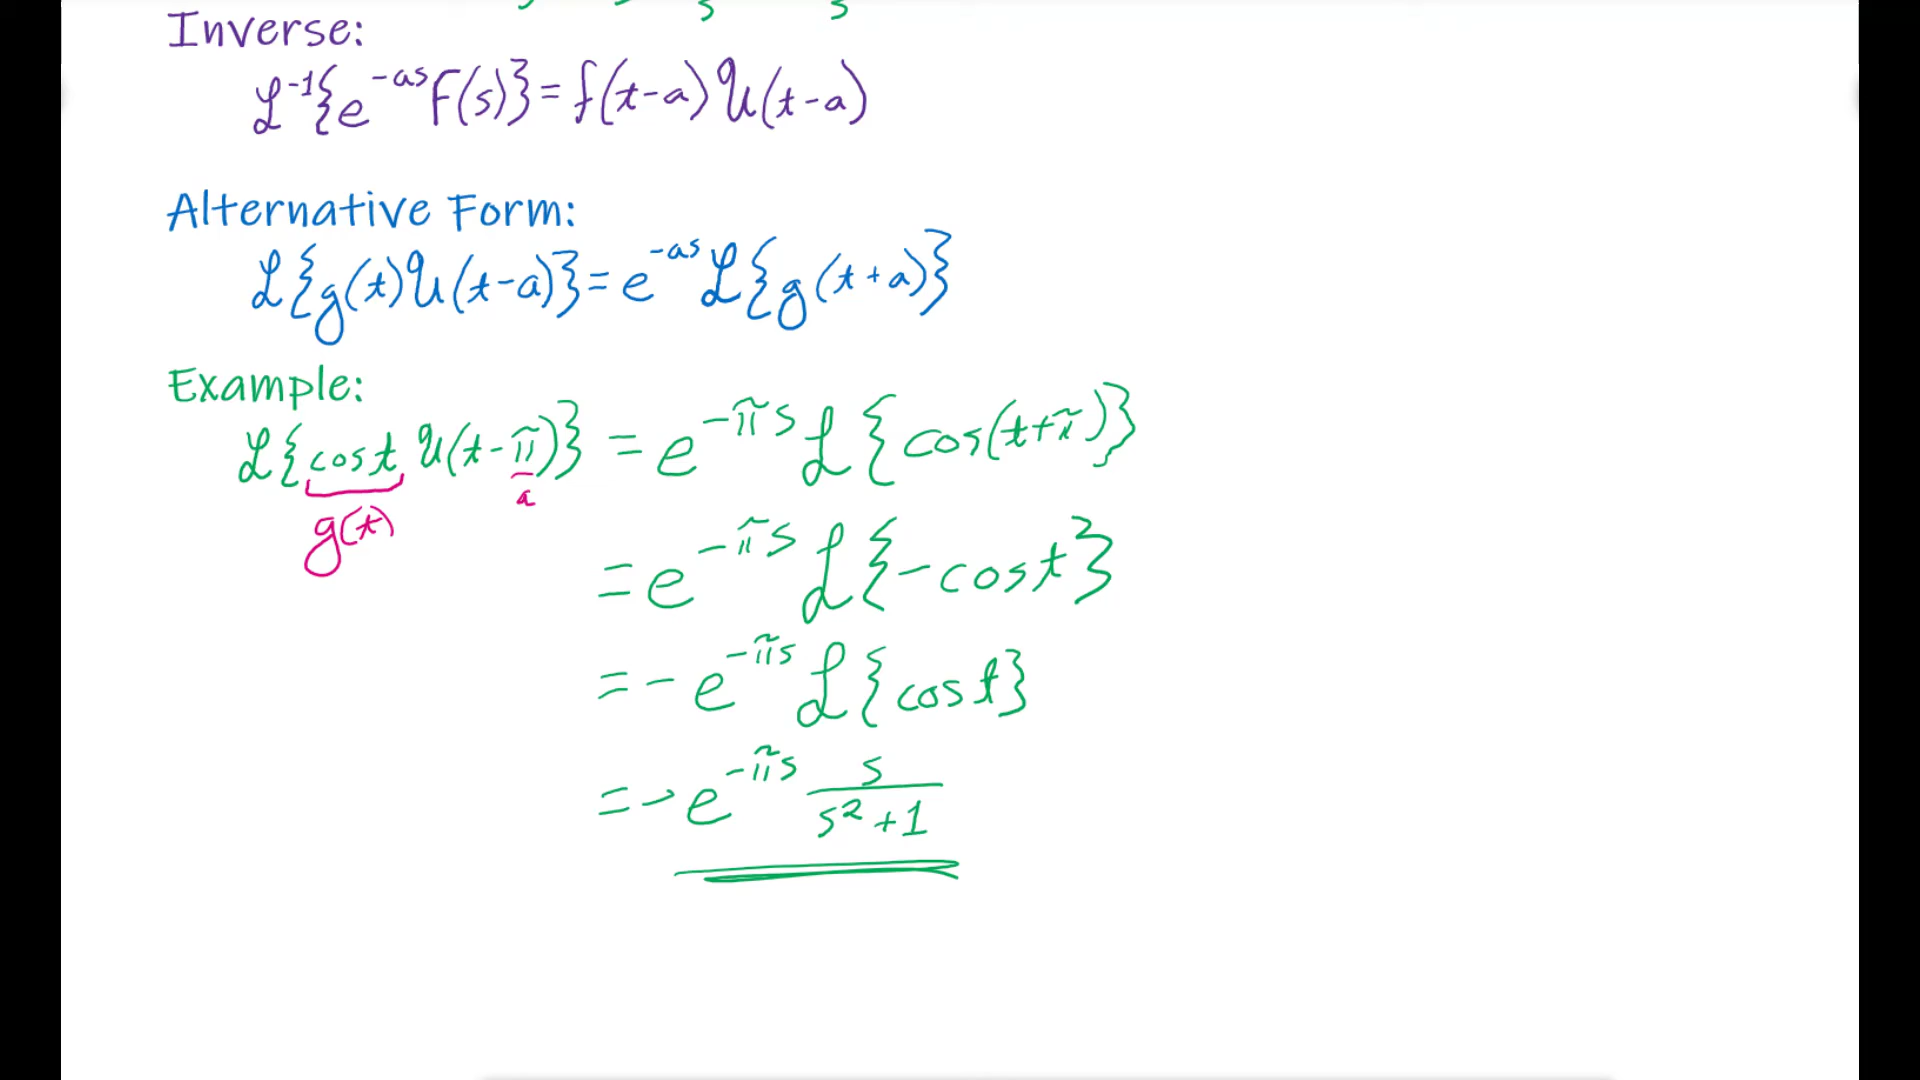 Inverse:
ℒ⁻¹{e^(-as) F(s)} = f(t-a) 𝒰(t-a)
Alternative Form:
ℒ{g(t) 𝒰(t-a)} = e^(-as) ℒ{g(t+a)}
Example:
ℒ{cos t 𝒰(t-π)} = e^(-πs) ℒ{cos(t+π)}
a
g(t)
= e^(-πs) ℒ{-cos t}
= - e^(-πs) ℒ{cos t}
= - e^(-πs) s/(s²+1)